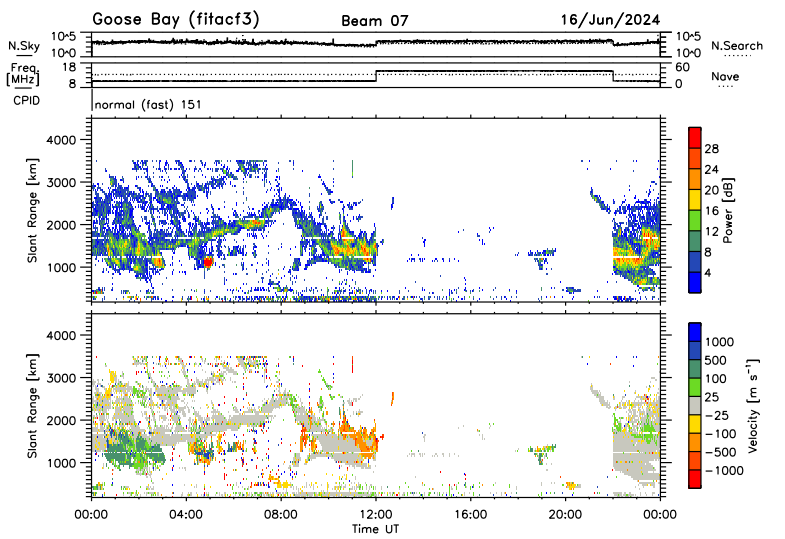 Goose Bay (fitacf3) Beam 07 16/Jun/2024
N.Sky 10^5 10^0 10^5 10^0 N.Search
Freq. [MHz] 18 8 60 0 Nave
CPID normal (fast) 151
Slant Range [km] 4000 3000 2000 1000
Power [dB] 28 24 20 16 12 8 4
Slant Range [km] 4000 3000 2000 1000
Velocity [m s⁻¹] 1000 500 100 25 −25 −100 −500 −1000
00:00 04:00 08:00 12:00 16:00 20:00 00:00
Time UT